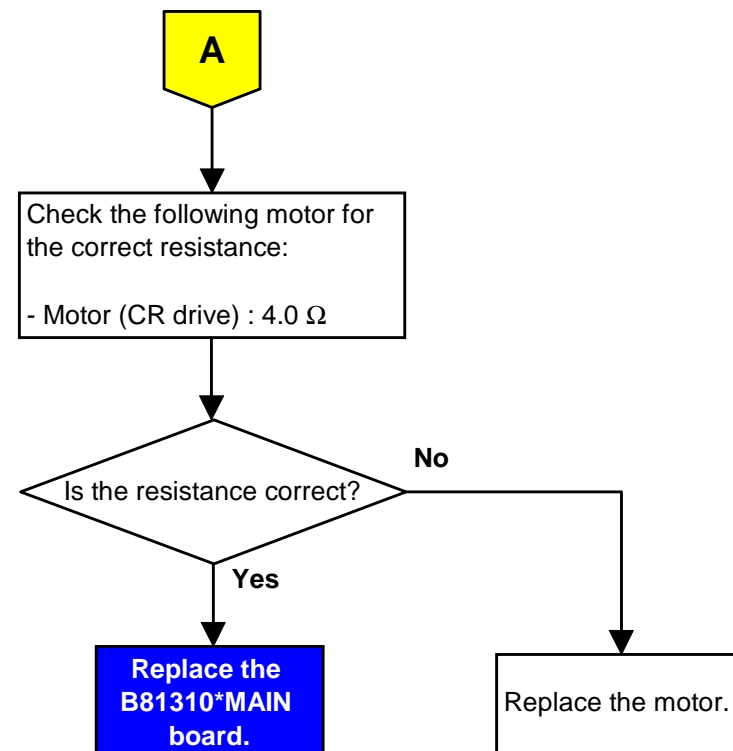 A
Check the following motor for
the correct resistance:
- Motor (CR drive) : 4.0 Ω
Is the resistance correct?
No
Yes
Replace the
B81310*MAIN
board.
Replace the motor.